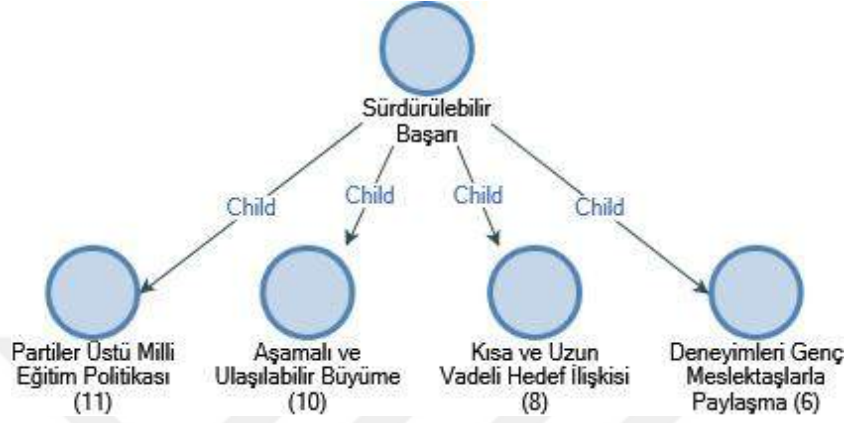 Sürdürülebilir
Başarı
Child
Child
Child
Child
Partiler Üstü Milli
Eğitim Politikası
(11)
Aşamalı ve
Ulaşılabilir Büyüme
(10)
Kısa ve Uzun
Vadeli Hedef İlişkisi
(8)
Deneyimleri Genç
Meslektaşlarla
Paylaşma (6)